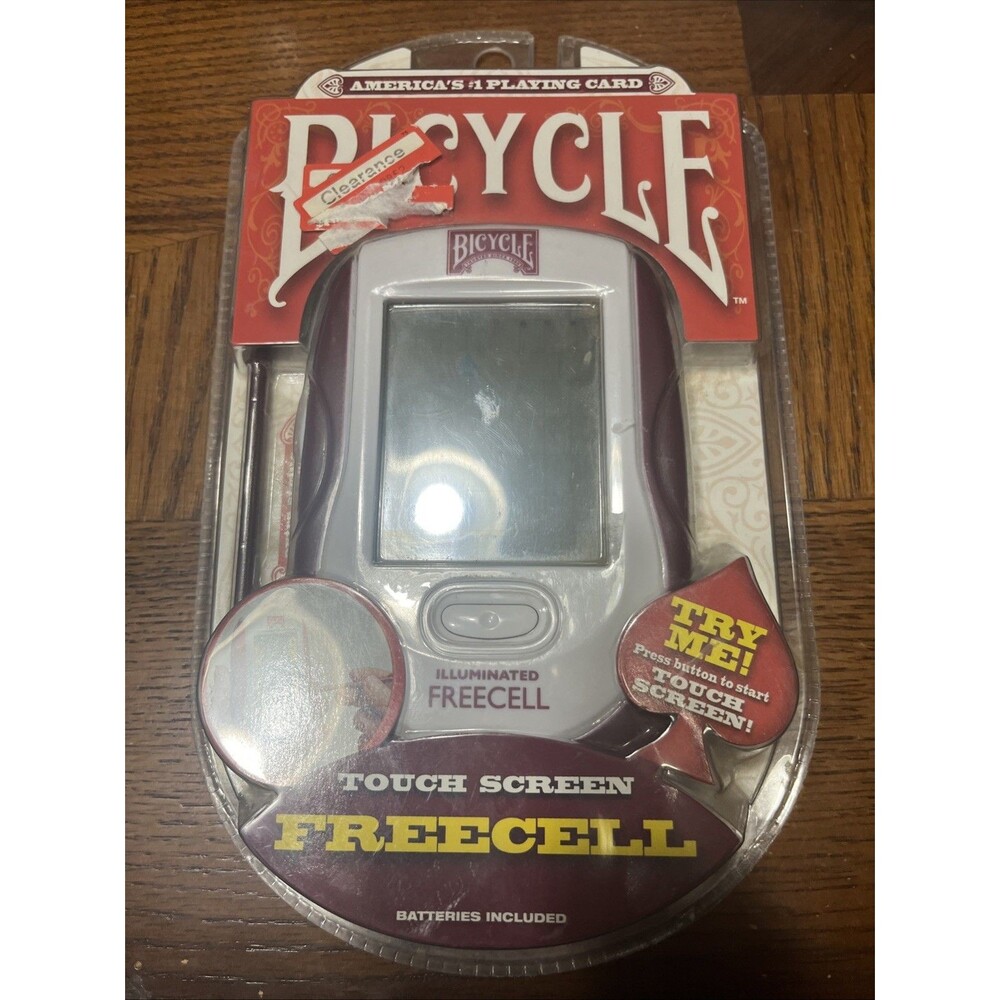 AMERICA'S #1 PLAYING CARD
BICYCLE
TM
Clearance
BICYCLE
ILLUMINATED
FREECELL
TRY
ME!
Press button to start
TOUCH
SCREEN!
TOUCH SCREEN
FREECELL
BATTERIES INCLUDED